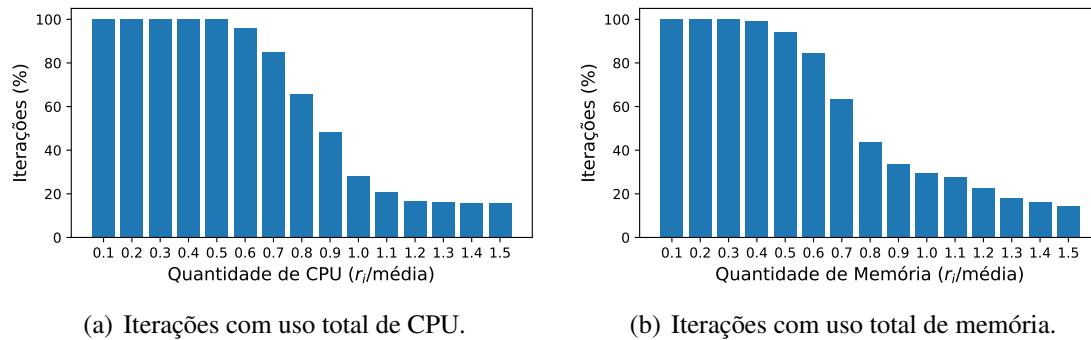 100
80
60
40
20
0
Iterações (%)
0.1 0.2 0.3 0.4 0.5 0.6 0.7 0.8 0.9 1.0 1.1 1.2 1.3 1.4 1.5
Quantidade de CPU (rᵢ/média)
(a) Iterações com uso total de CPU.
100
80
60
40
20
0
Iterações (%)
0.1 0.2 0.3 0.4 0.5 0.6 0.7 0.8 0.9 1.0 1.1 1.2 1.3 1.4 1.5
Quantidade de Memória (rᵢ/média)
(b) Iterações com uso total de memória.